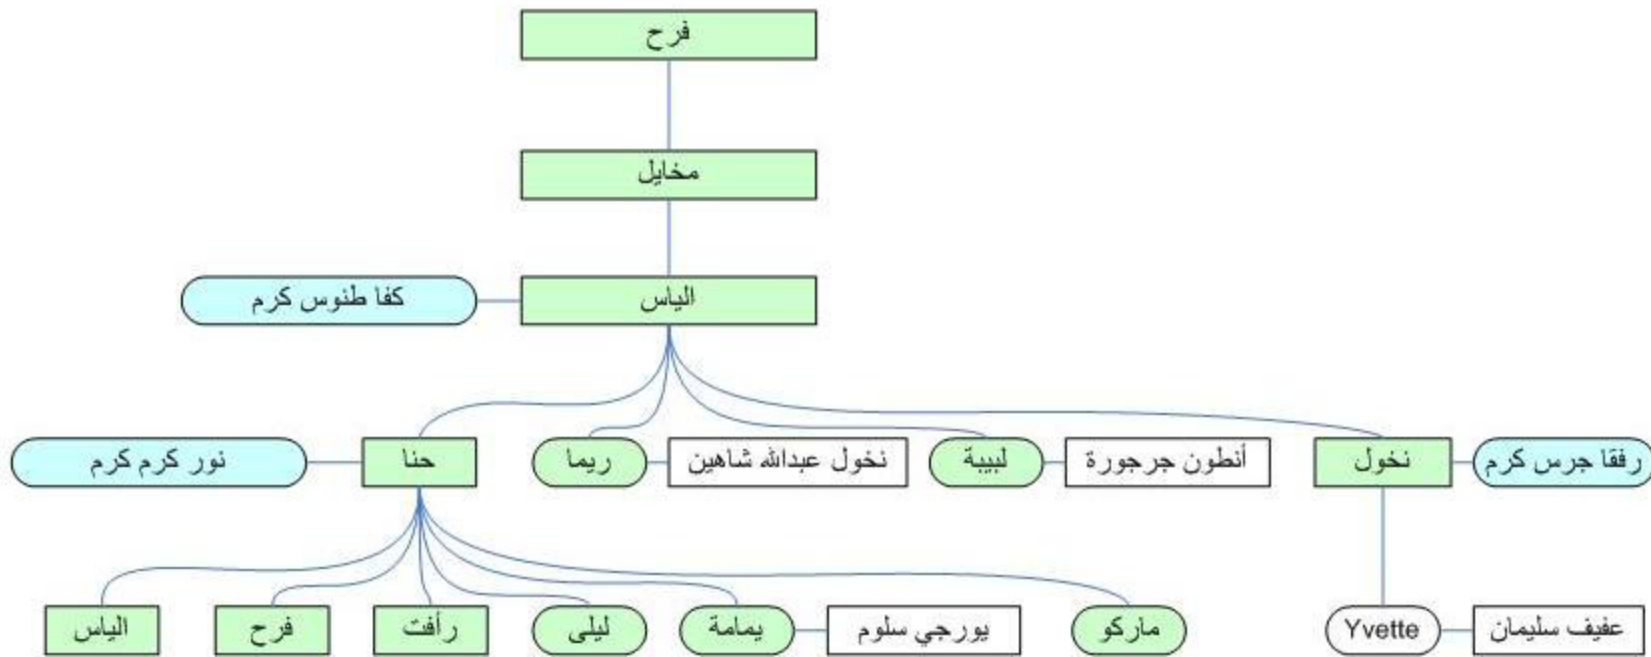 فرح
مخايل
الياس
كفا طنوس كرم
رفقا جرس كرم
نخول
أنطون جرجورة
لبيبة
نخول عبدالله شاهين
ريما
حنا
نور كرم كرم
عفيف سليمان
Yvette
ماركو
يورجي سلوم
يمامة
ليلى
رأفت
فرح
الياس